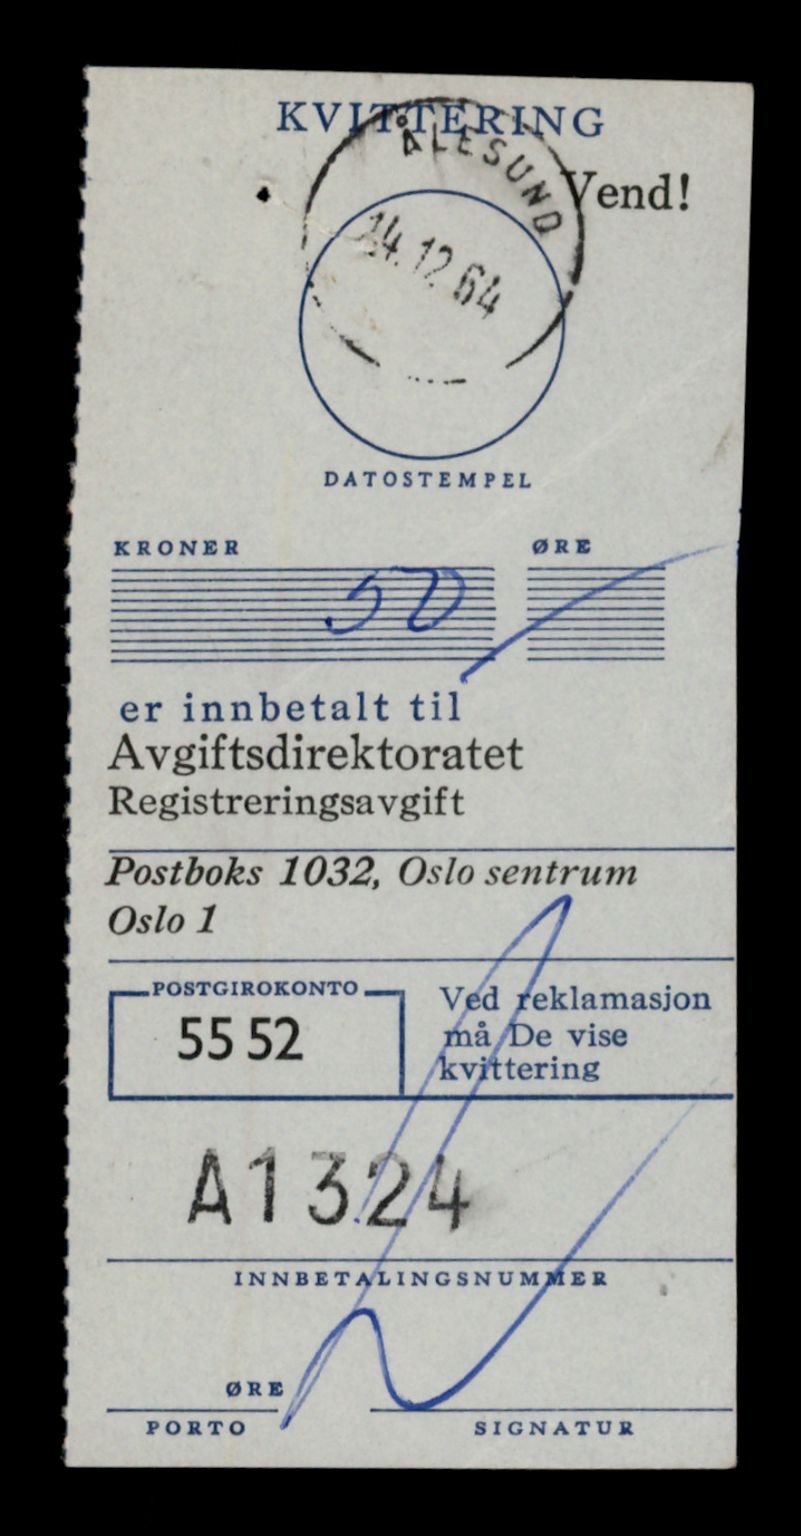 KVITTERING
ÅLESUND
Vend!
14.12.64
DATOSTEMPEL
KRONER ØRE
50
er innbetalt til
Avgiftsdirektoratet
Registreringsavgift
Postboks 1032, Oslo sentrum
Oslo 1
POSTGIROKONTO
55 52
Ved reklamasjon
må De vise
kvittering
A1324
INNBETALINGSNUMMER
ØRE
PORTO SIGNATUR